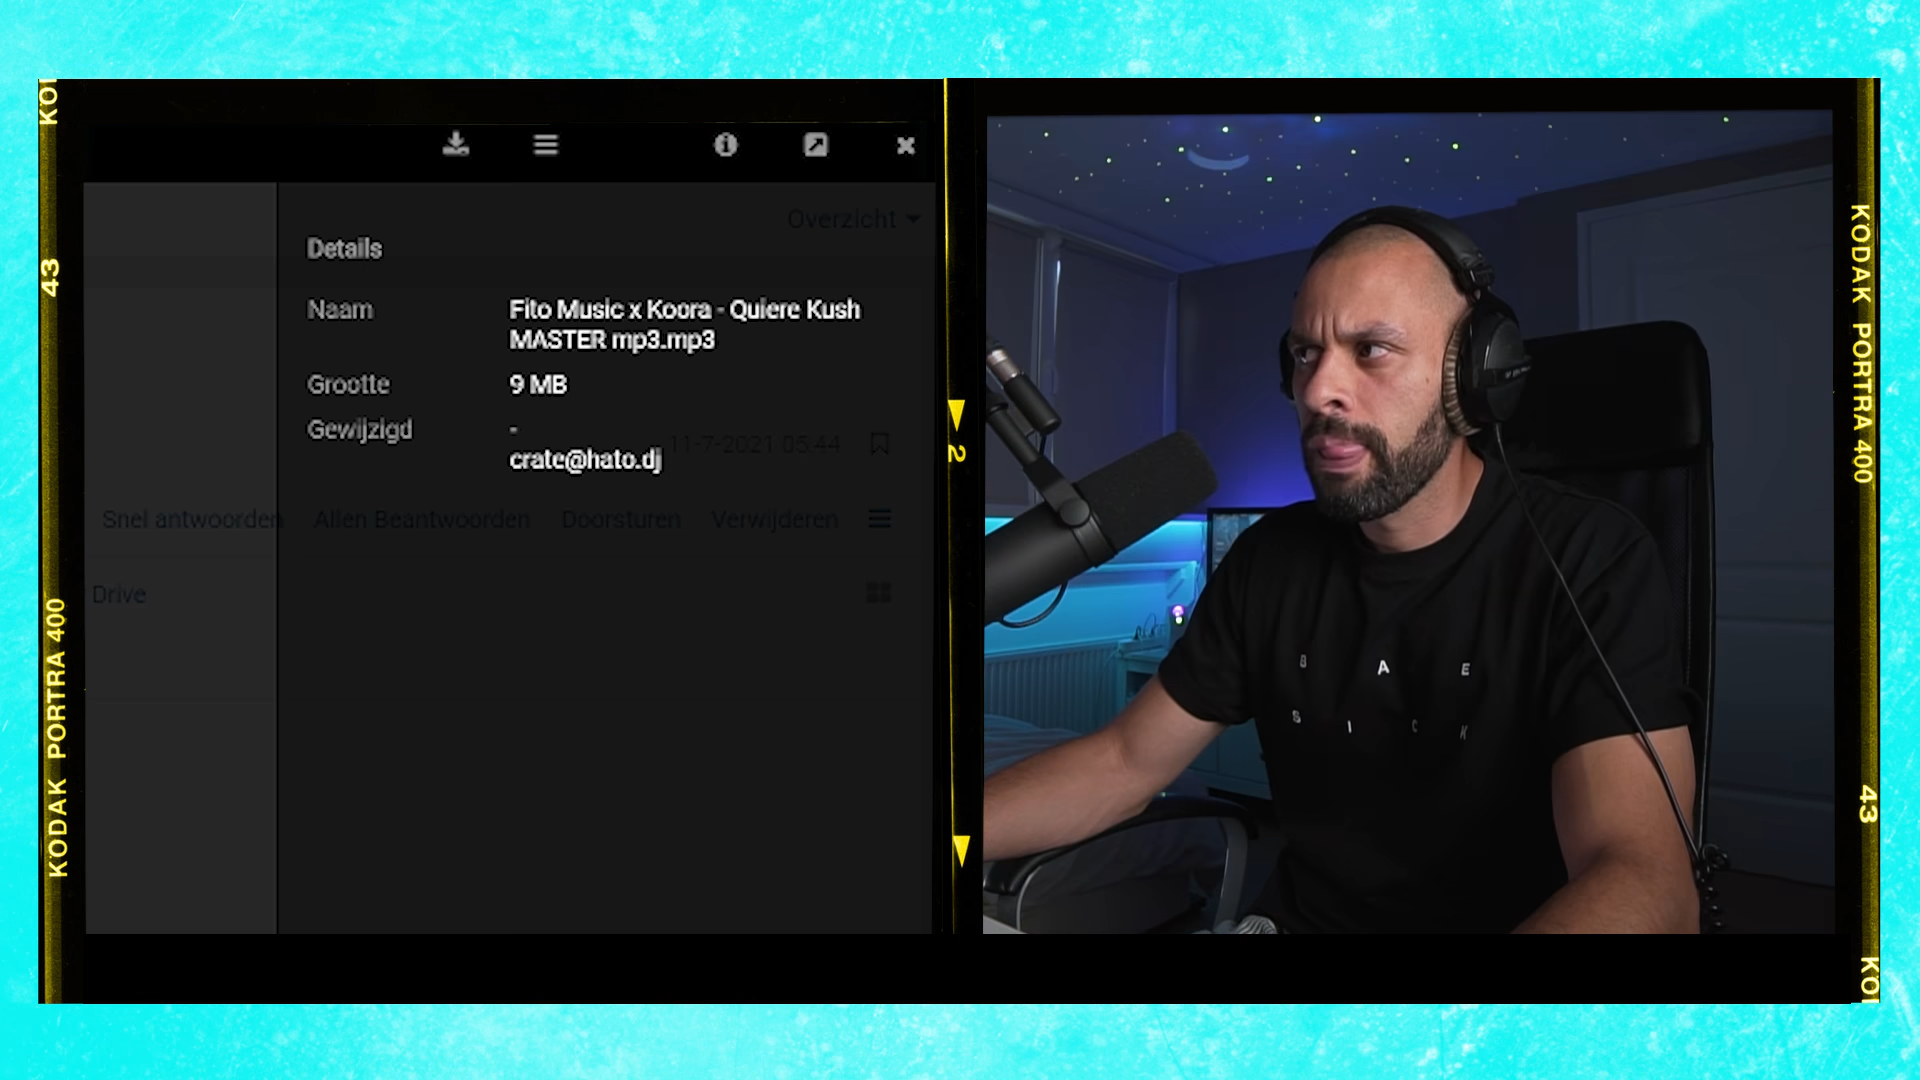 Overzicht
Details
Naam
Fito Music x Koora - Quiere Kush
MASTER mp3.mp3
Grootte
9 MB
Gewijzigd
-
11-7-2021 05:44
crate@hato.dj
Snel antwoorden
Allen Beantwoorden
Doorsturen
Verwijderen
Drive
KO
43
KODAK PORTRA 400
2
B A E
S I C K
KODAK PORTRA 400
43
KO